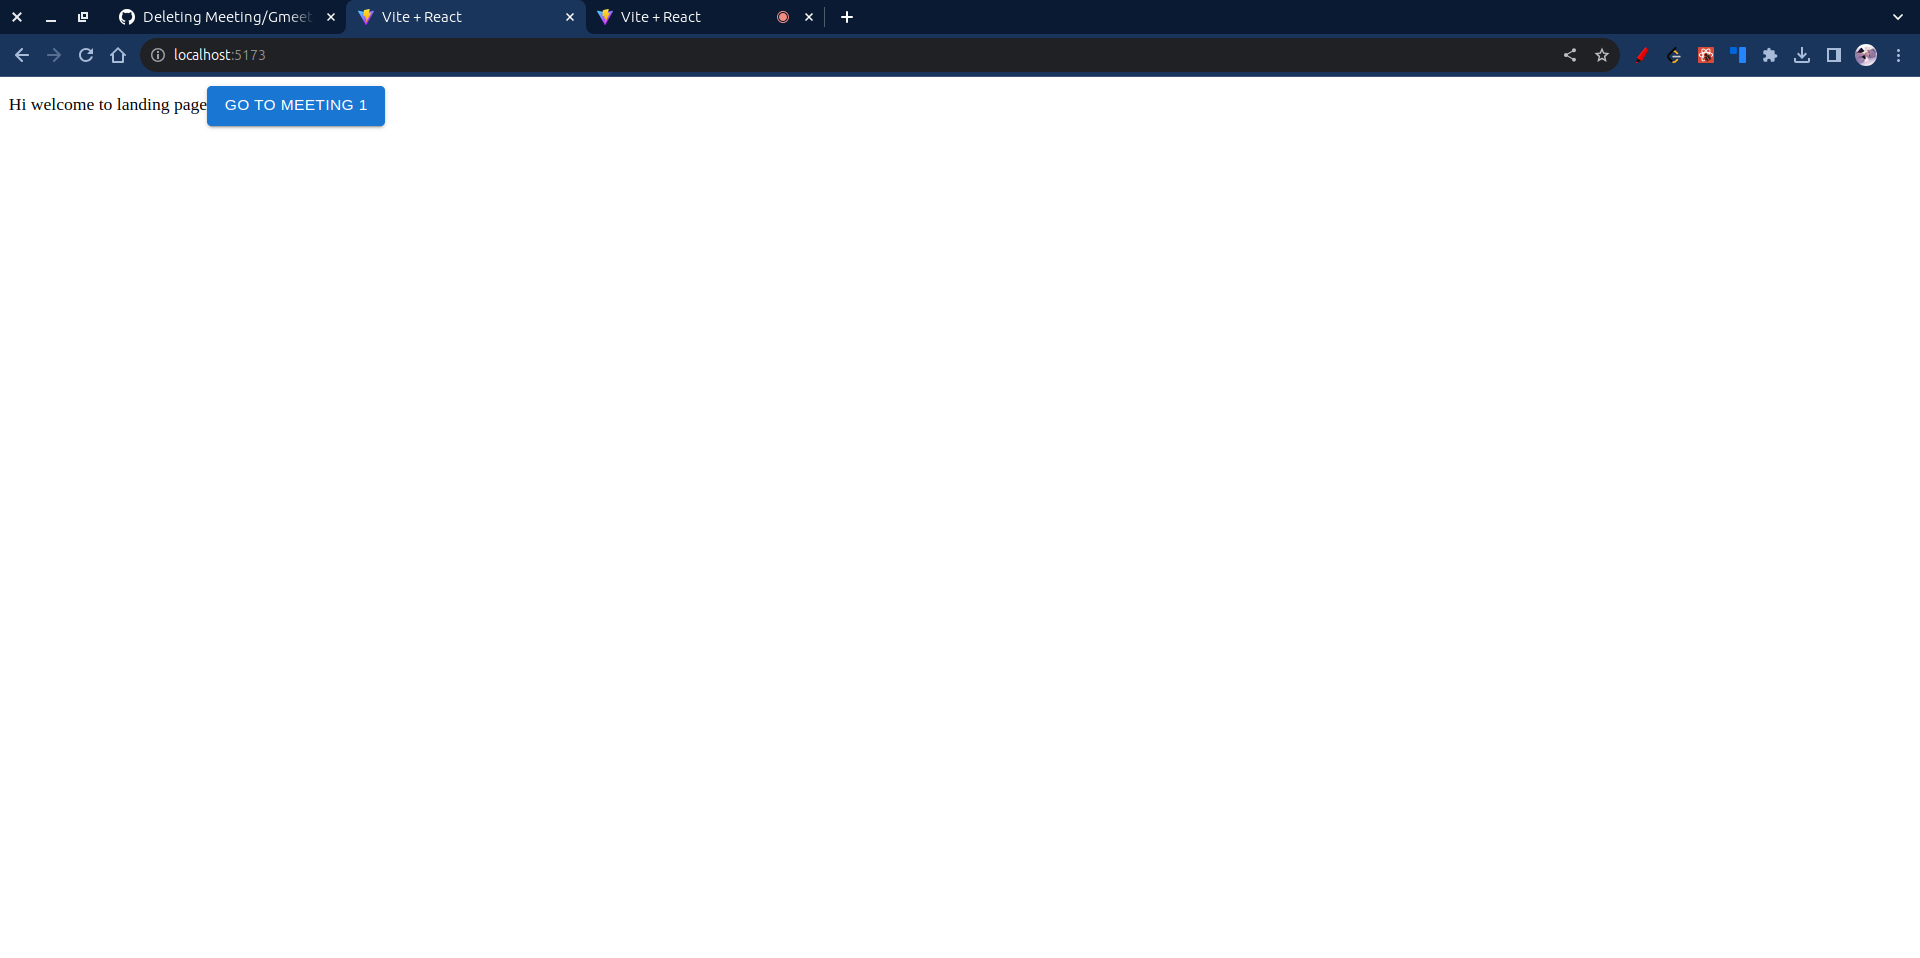 Deleting Meeting/Gmeet
Vite + React
Vite + React
localhost:5173
Hi welcome to landing page
GO TO MEETING 1